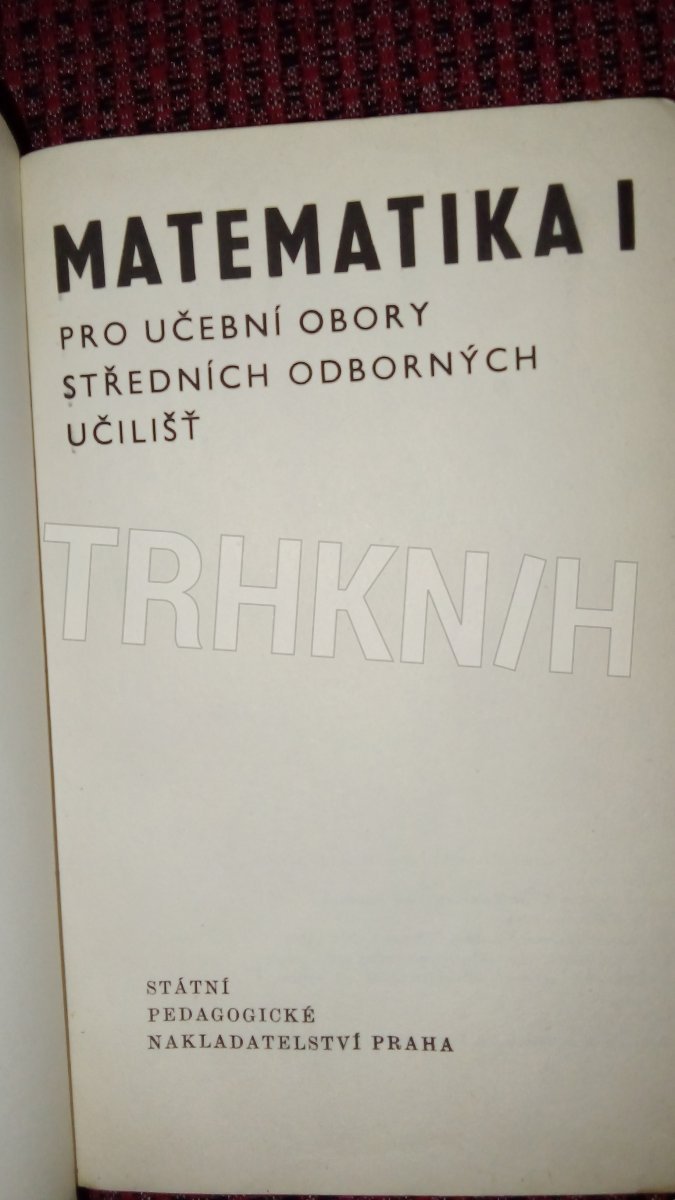 MATEMATIKA I
PRO UČEBNÍ OBORY
STŘEDNÍCH ODBORNÝCH
UČILIŠŤ
TRHKN/H
STÁTNÍ
PEDAGOGICKÉ
NAKLADATELSTVÍ PRAHA